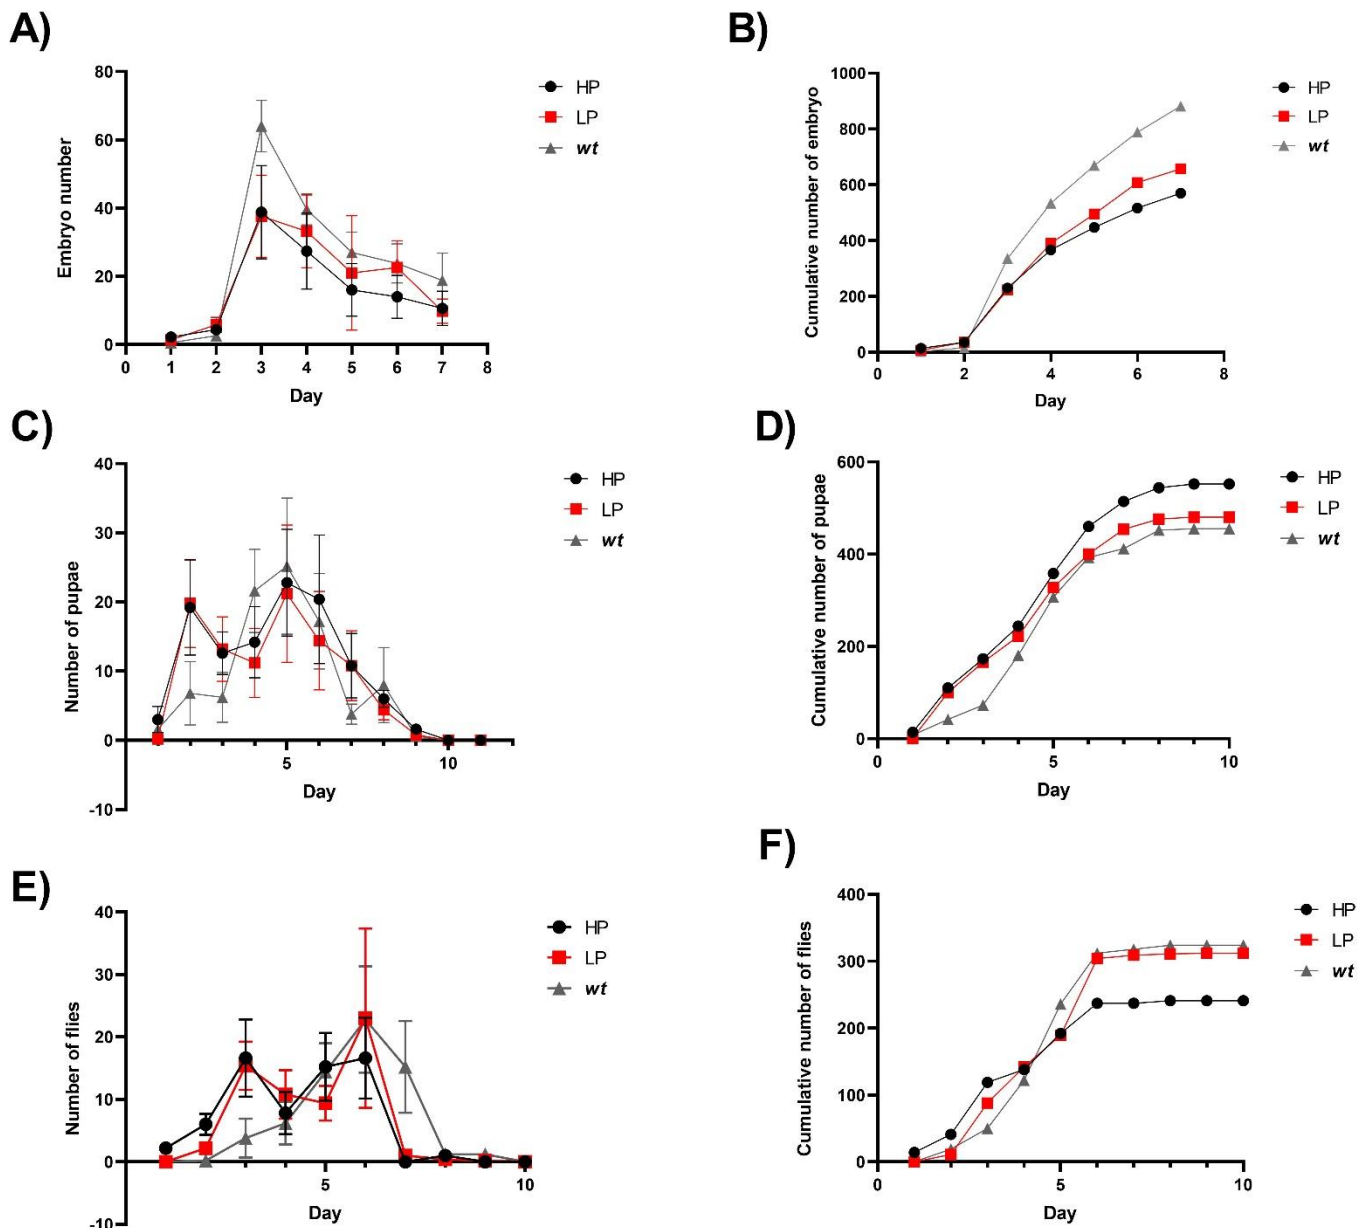 A)
80
60
40
20
0
Embryo number
0 1 2 3 4 5 6 7 8
Day
HP
LP
wt
B)
1000
800
600
400
200
0
Cumulative number of embryo
0 2 4 6 8
Day
HP
LP
wt
C)
40
30
20
10
0
-10
Number of pupae
5 10
Day
HP
LP
wt
D)
600
400
200
0
Cumulative number of pupae
0 5 10
Day
HP
LP
wt
E)
40
30
20
10
0
-10
Number of flies
5 10
Day
HP
LP
wt
F)
400
300
200
100
0
Cumulative number of flies
0 5 10
Day
HP
LP
wt